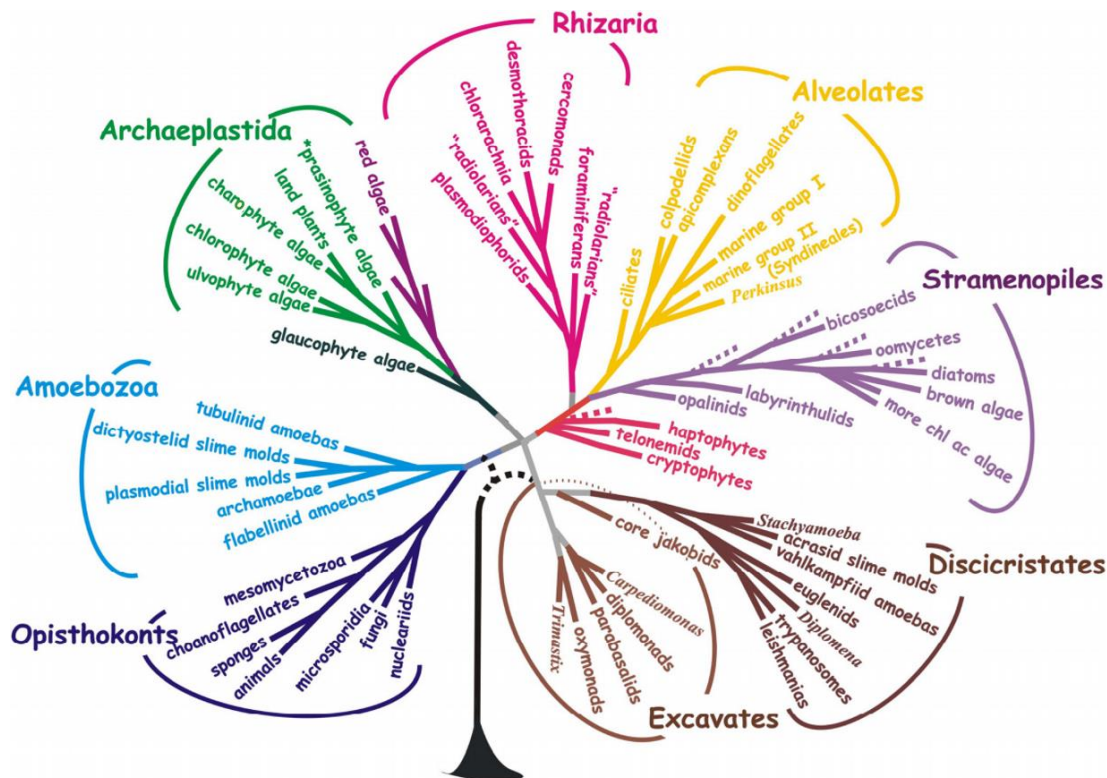 Rhizaria
desmothoracids
cercomonads
chlorarachnia
foraminiferans
"radiolarians"
"radiolarians"
plasmodiophorids
Alveolates
colpodellids
apicomplexans
dinoflagellates
marine group I
marine group II
(Syndineales)
Perkinsus
ciliates
Archaeplastida
red algae
*prasinophyte algae
land plants
charophyte algae
chlorophyte algae
ulvophyte algae
glaucophyte algae
Stramenopiles
bicosoecids
oomycetes
diatoms
brown algae
more chl ac algae
labyrinthulids
opalinids
haptophytes
telonemids
cryptophytes
Amoebozoa
tubulinid amoebas
dictyostelid slime molds
plasmodial slime molds
archamoebae
flabellinid amoebas
Discicristates
Stachyamoeba
acrasid slime molds
vahlkampfiid amoebas
euglenids
Diplomena
trypanosomes
leishmanias
core jakobids
Opisthokonts
mesomycetozoa
choanoflagellates
sponges
animals
microsporidia
fungi
nucleariids
Excavates
Carpediomonas
diplomonads
parabasalids
oxymonads
Trimastix